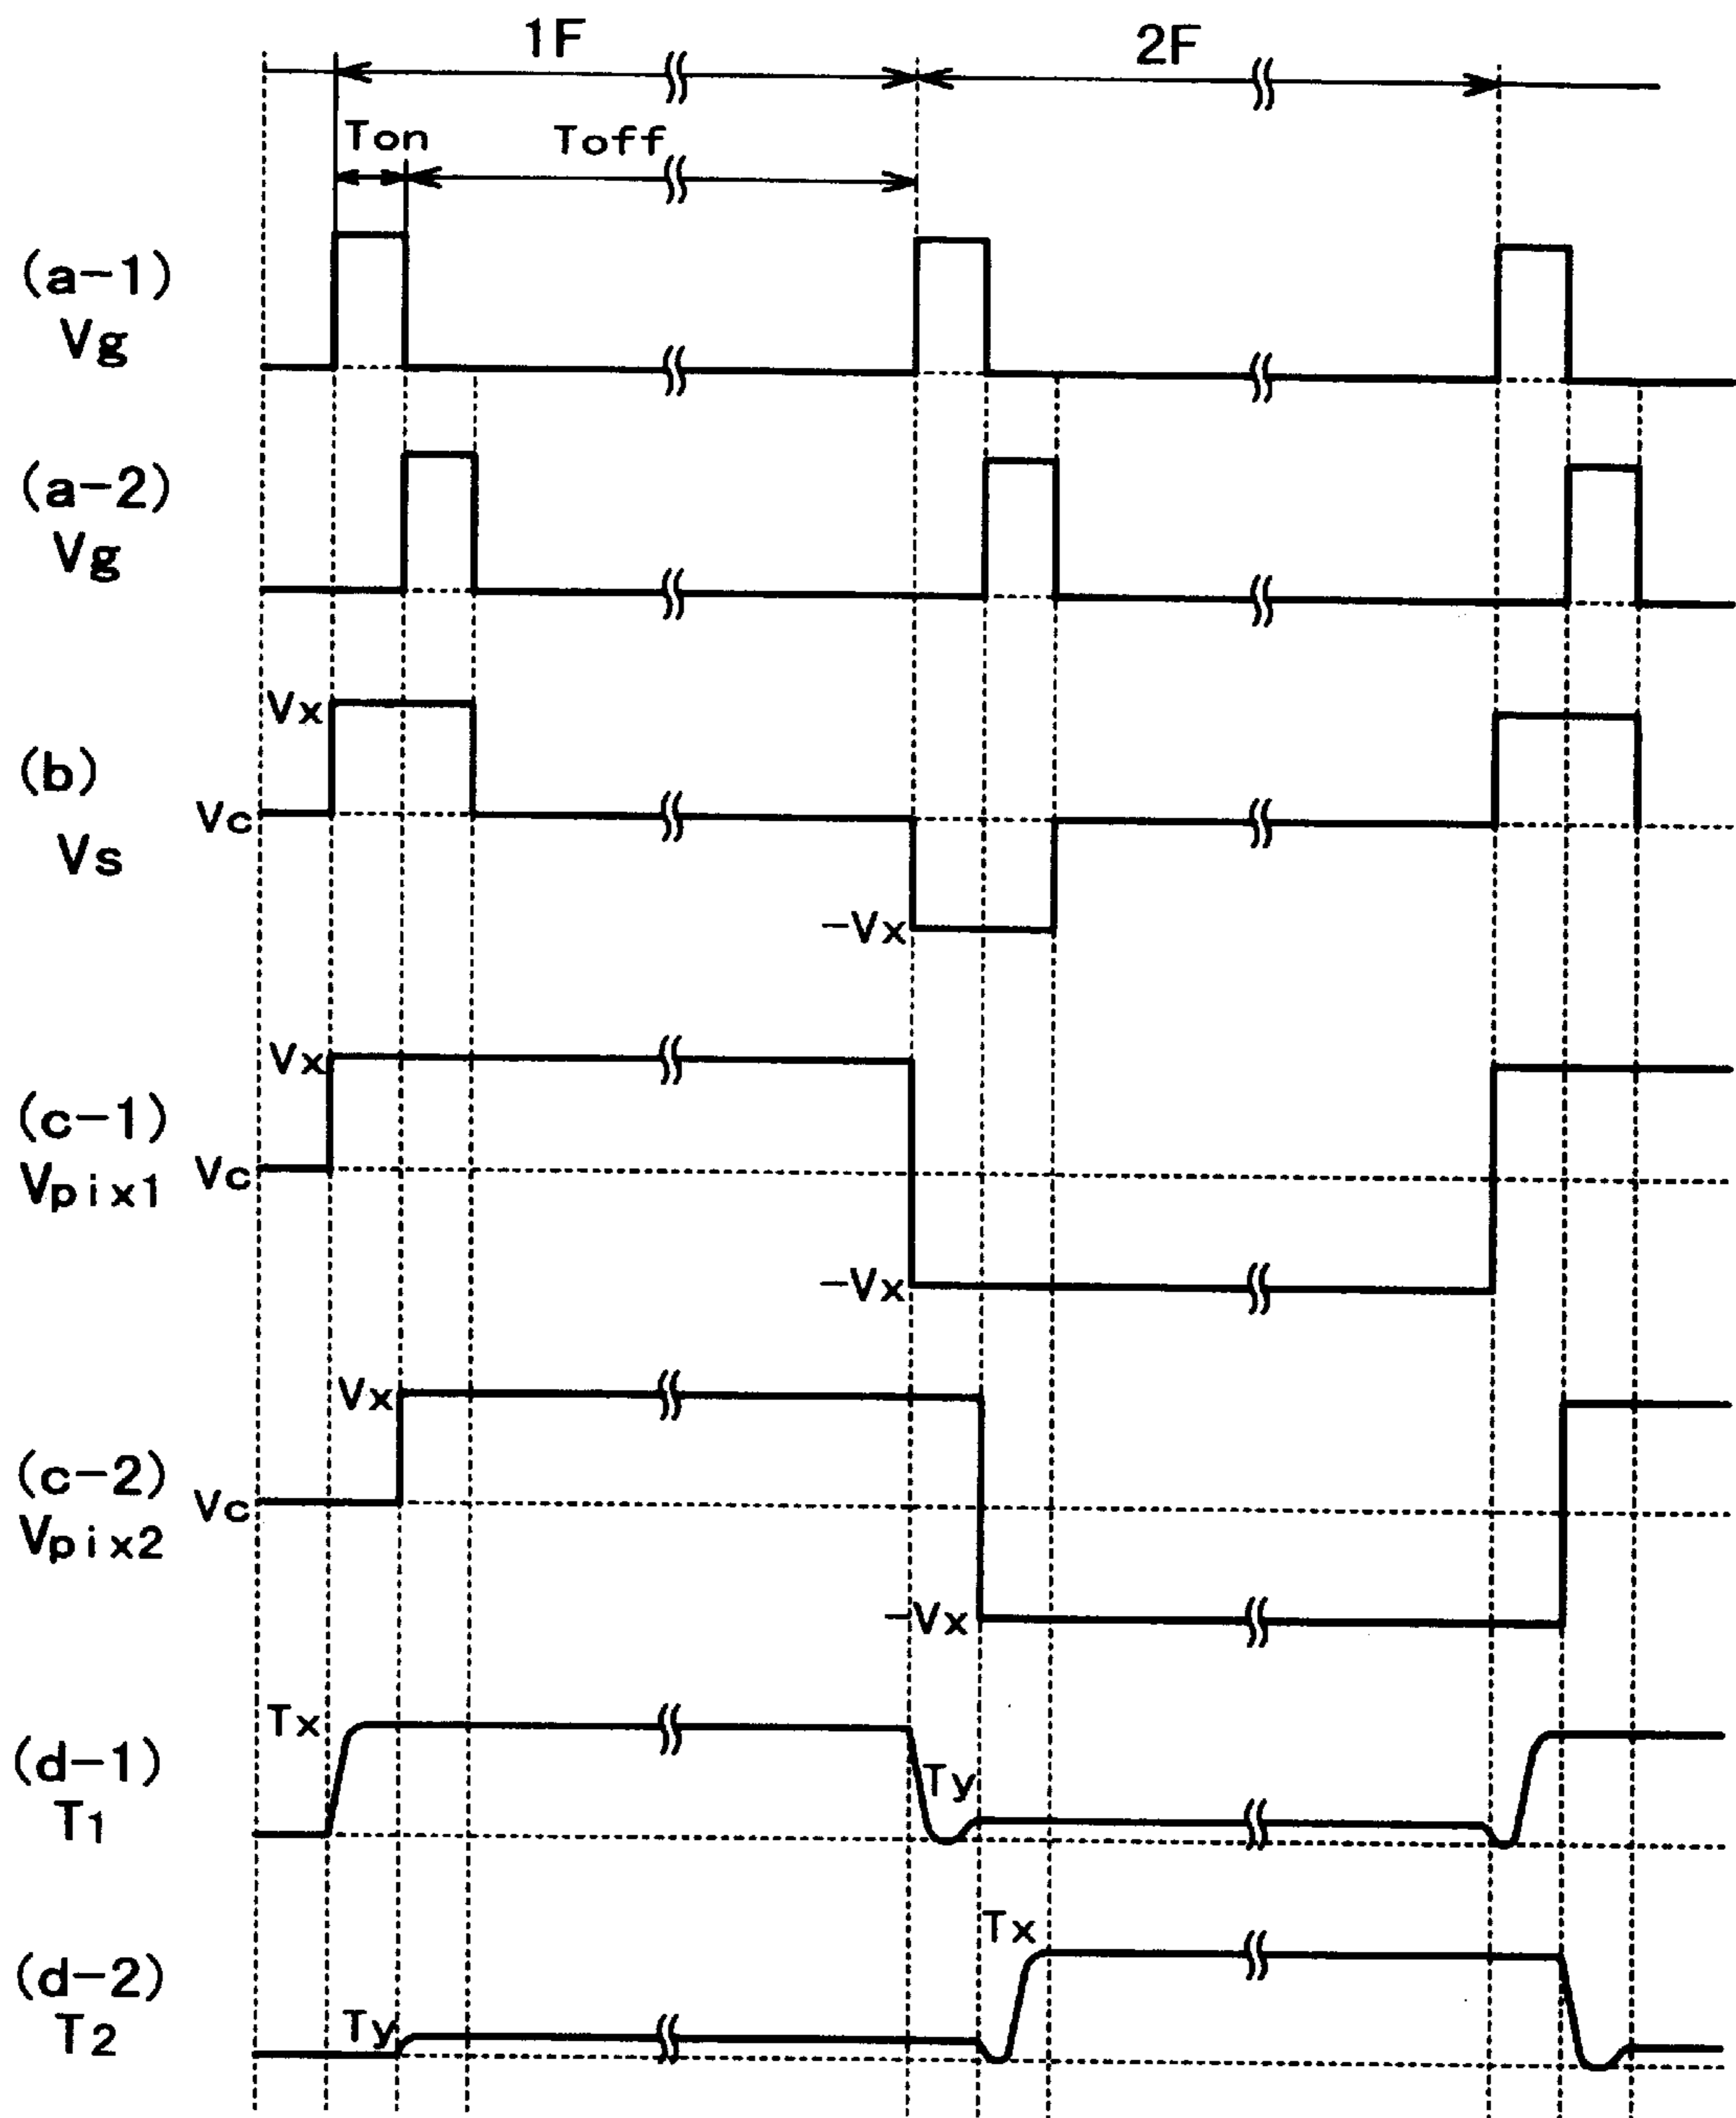 1F 2F
Ton Toff
(a-1)
Vg
(a-2)
Vg
Vx
(b)
Vc
Vs
-Vx
Vx
(c-1)
Vc
Vpix1
-Vx
Vx
(c-2)
Vc
Vpix2
-Vx
Tx
(d-1)
Ty
T1
Tx
(d-2)
Ty
T2